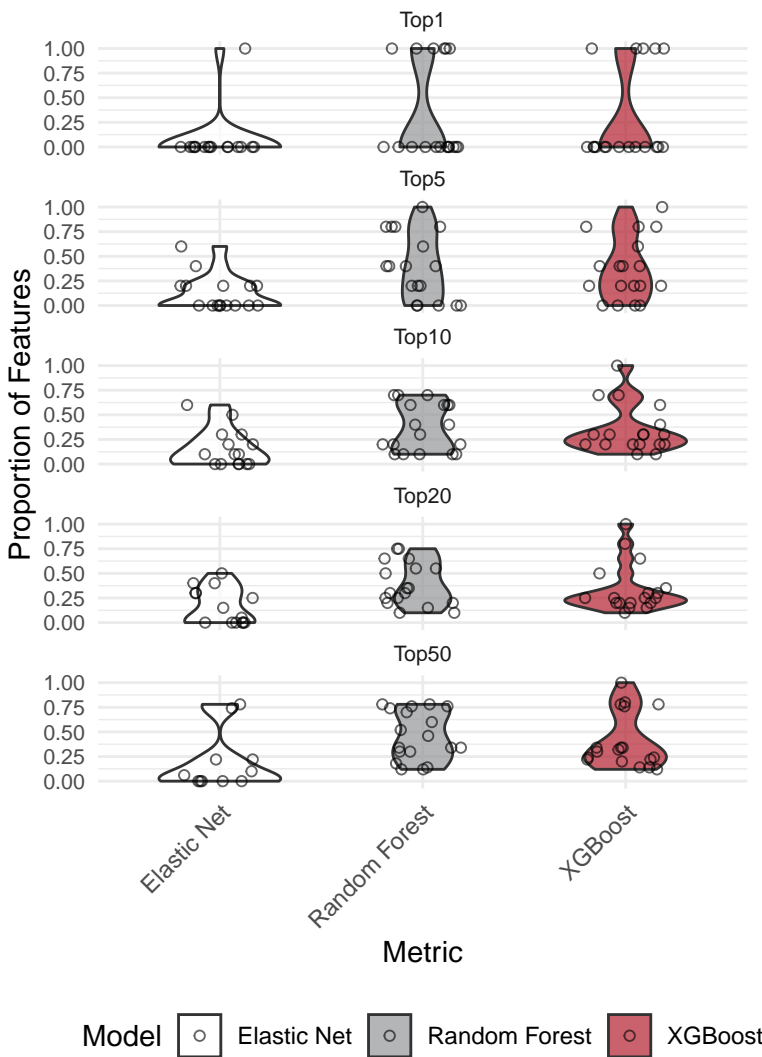 Top1
1.00
0.75
0.50
0.25
0.00
Top5
1.00
0.75
0.50
0.25
0.00
Top10
1.00
0.75
0.50
0.25
0.00
Top20
1.00
0.75
0.50
0.25
0.00
Top50
1.00
0.75
0.50
0.25
0.00
Proportion of Features
Elastic Net
Random Forest
XGBoost
Metric
Model Elastic Net Random Forest XGBoost